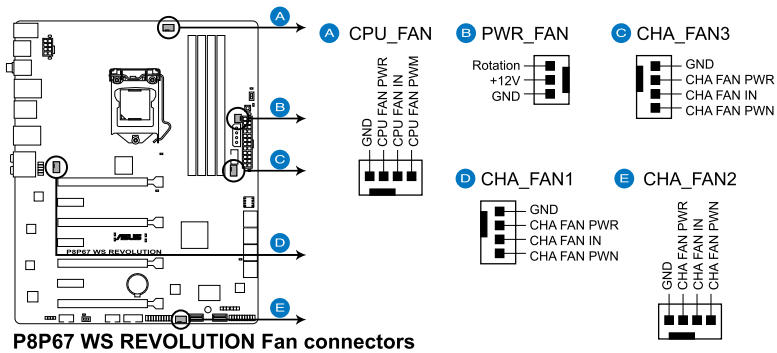 A
B
C
D
E
/SUS
P8P67 WS REVOLUTION
A CPU_FAN
GND
CPU FAN PWR
CPU FAN IN
CPU FAN PWM
B PWR_FAN
Rotation
+12V
GND
C CHA_FAN3
GND
CHA FAN PWR
CHA FAN IN
CHA FAN PWN
D CHA_FAN1
GND
CHA FAN PWR
CHA FAN IN
CHA FAN PWN
E CHA_FAN2
GND
CHA FAN PWR
CHA FAN IN
CHA FAN PWN
P8P67 WS REVOLUTION Fan connectors